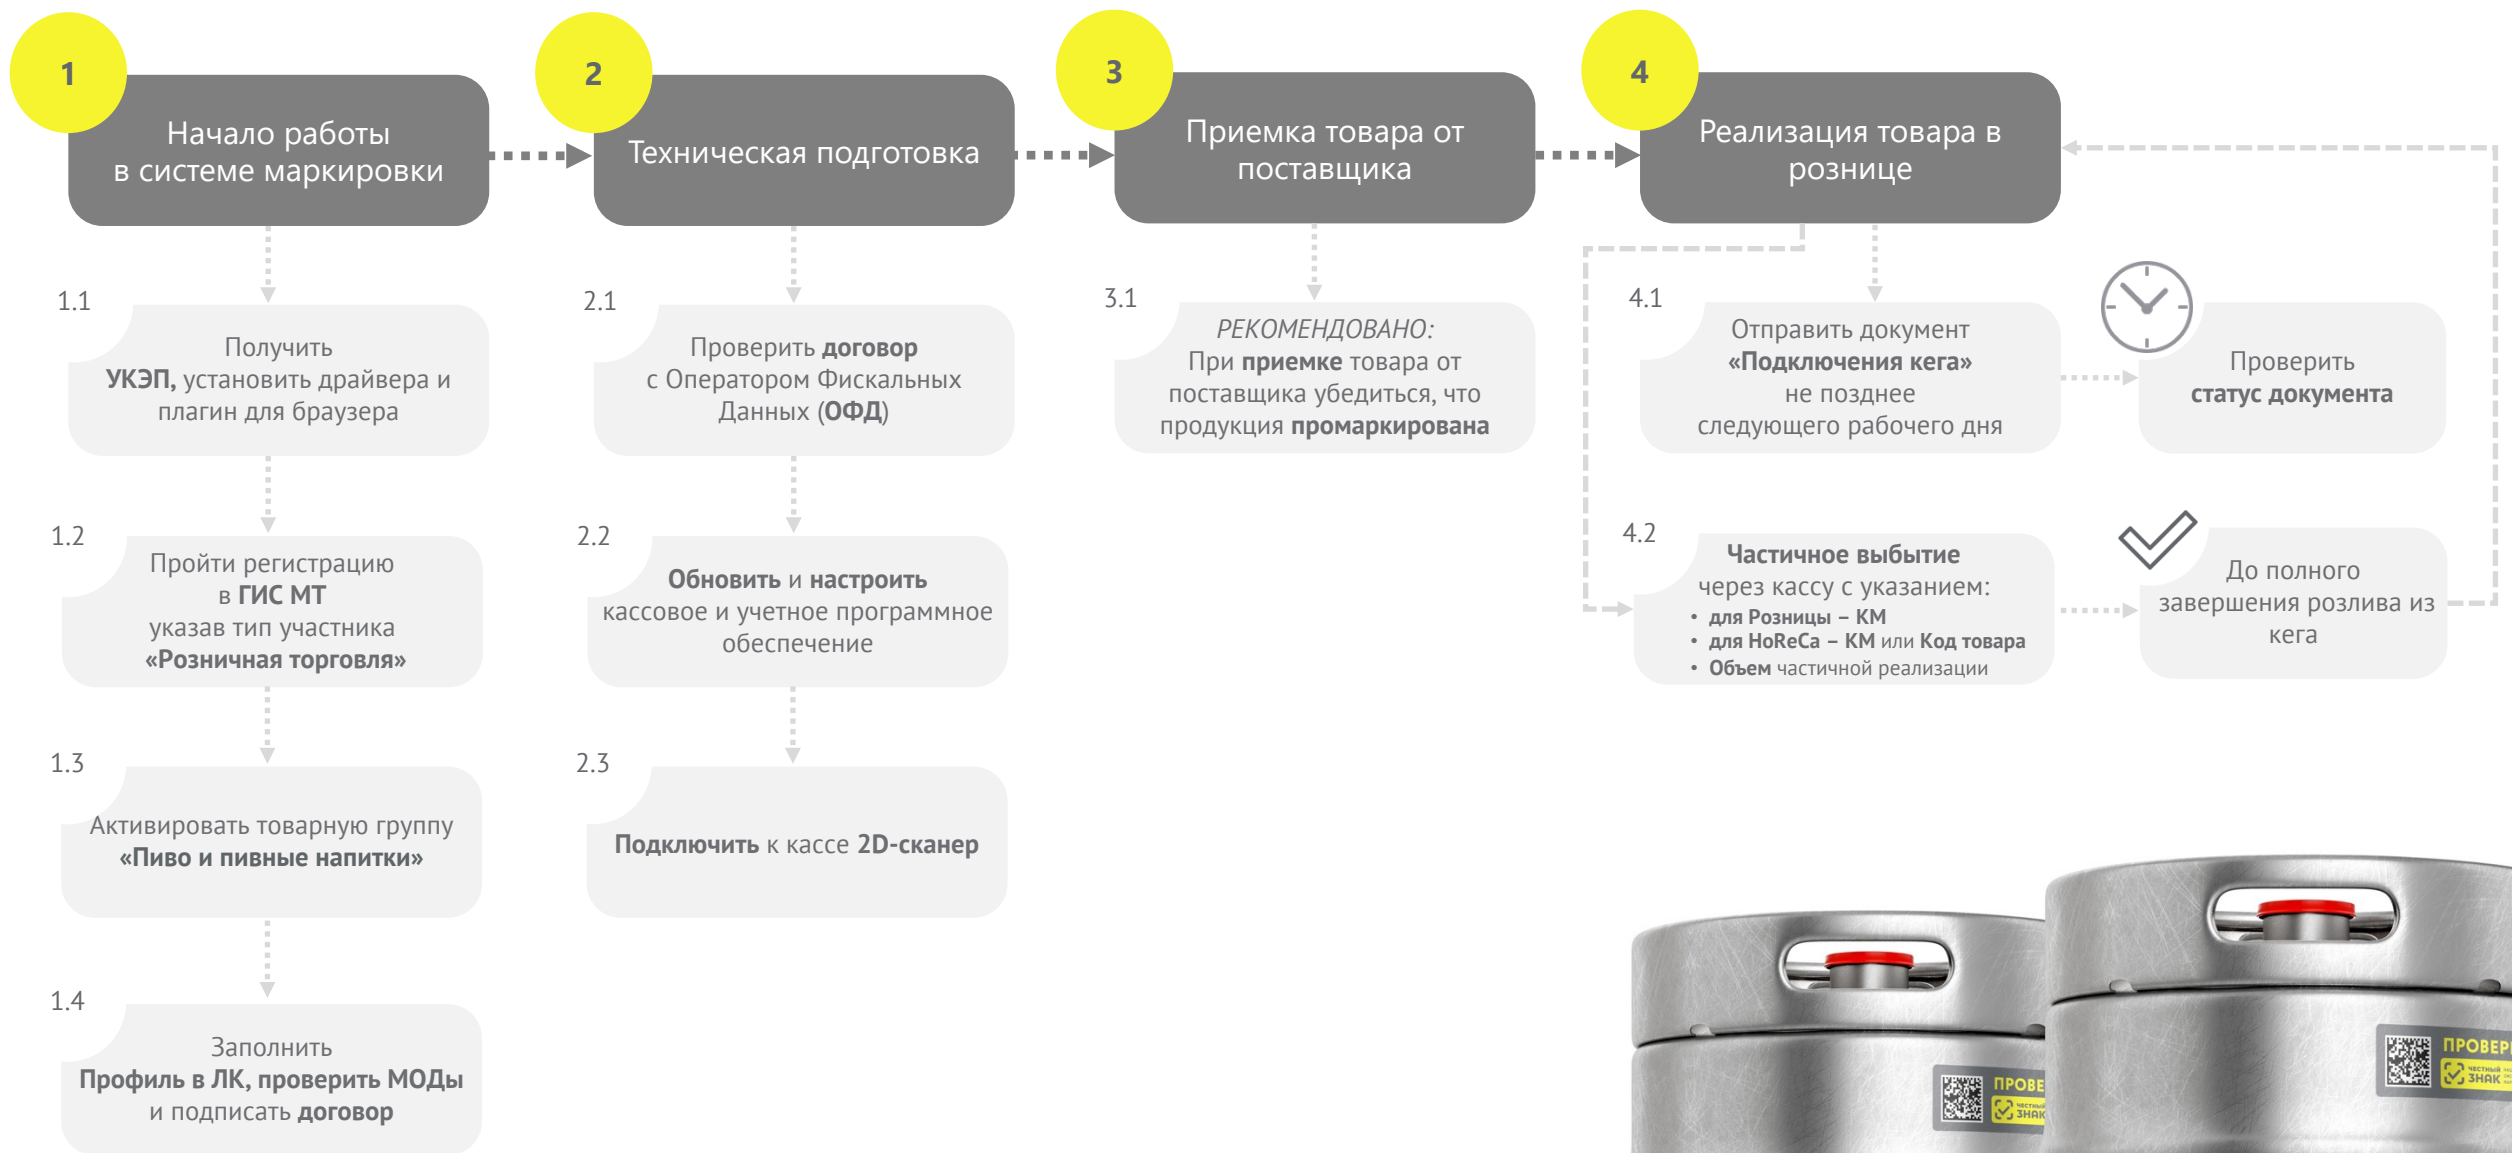 1
Начало работы
в системе маркировки
1.1
Получить
УКЭП, установить драйвера и
плагин для браузера
1.2
Пройти регистрацию
в ГИС МТ
указав тип участника
«Розничная торговля»
1.3
Активировать товарную группу
«Пиво и пивные напитки»
1.4
Заполнить
Профиль в ЛК, проверить МОДы
и подписать договор
2
Техническая подготовка
2.1
Проверить договор
с Оператором Фискальных
Данных (ОФД)
2.2
Обновить и настроить
кассовое и учетное программное
обеспечение
2.3
Подключить к кассе 2D-сканер
3
Приемка товара от
поставщика
3.1
РЕКОМЕНДОВАНО:
При приемке товара от
поставщика убедиться, что
продукция промаркирована
4
Реализация товара в
рознице
4.1
Отправить документ
«Подключения кега»
не позднее
следующего рабочего дня
Проверить
статус документа
4.2
Частичное выбытие
через кассу с указанием:
• для Розницы – КМ
• для HoReCa – КМ или Код товара
• Объем частичной реализации
До полного
завершения розлива из
кега
ПРОВЕ
ЧЕСТНЫЙ
ЗНАК
ПРОВЕР
ЧЕСТНЫЙ
ЗНАК